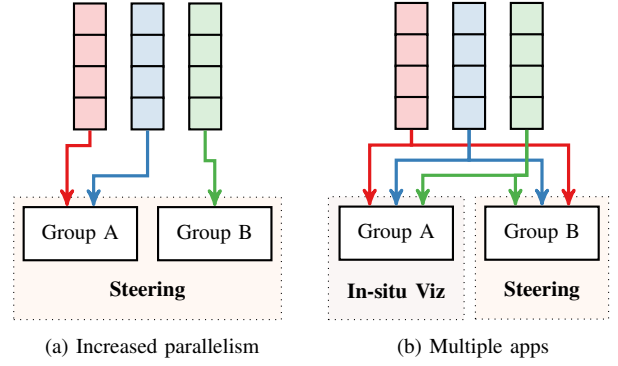 Group A
Group B
Steering
(a) Increased parallelism
Group A
Group B
In-situ Viz
Steering
(b) Multiple apps